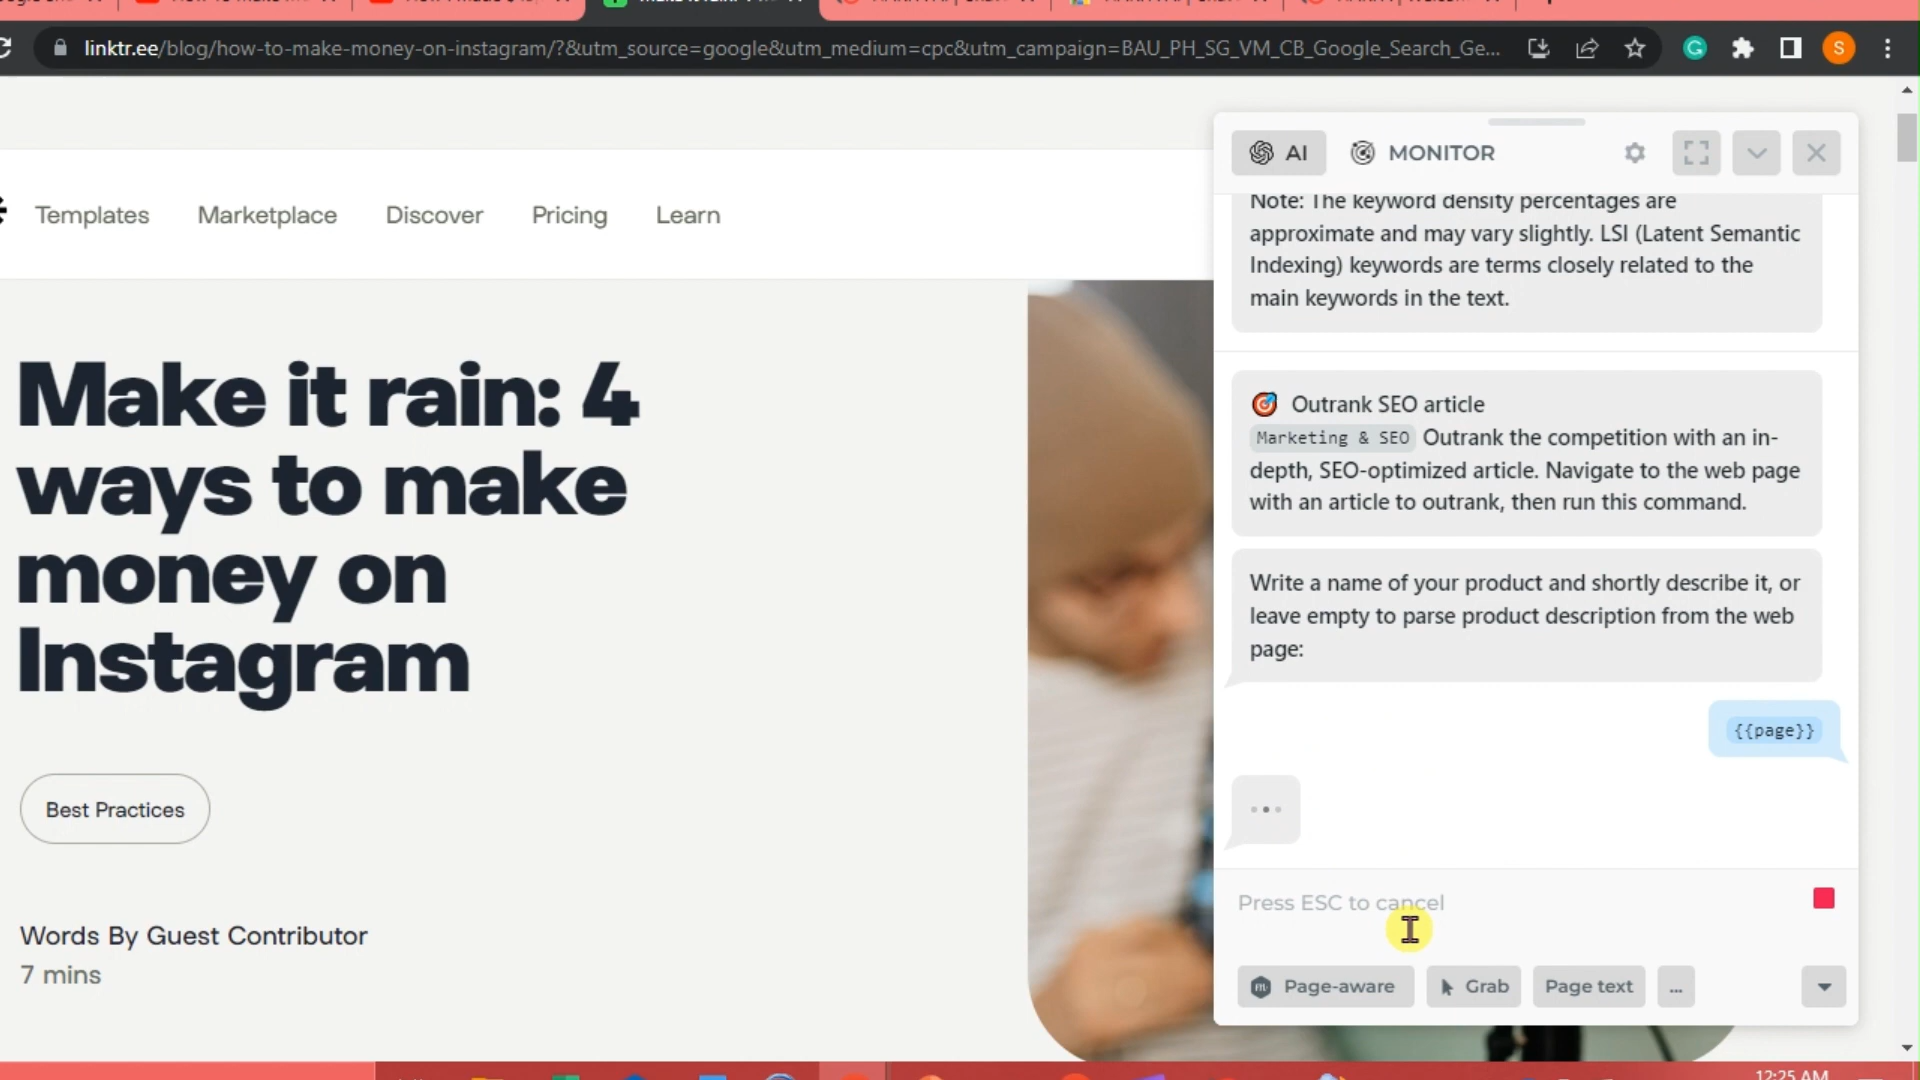 linktr.ee/blog/how-to-make-money-on-instagram/?&utm_source=google&utm_medium=cpc&utm_campaign=BAU_PH_SG_VM_CB_Google_Search_Ge...
S
Templates Marketplace Discover Pricing Learn
Make it rain: 4
ways to make
money on
Instagram
Best Practices
Words By Guest Contributor
7 mins
AI MONITOR
Note: The keyword density percentages are
approximate and may vary slightly. LSI (Latent Semantic
Indexing) keywords are terms closely related to the
main keywords in the text.
Outrank SEO article
Marketing & SEO Outrank the competition with an in-
depth, SEO-optimized article. Navigate to the web page
with an article to outrank, then run this command.
Write a name of your product and shortly describe it, or
leave empty to parse product description from the web
page:
{{page}}
Press ESC to cancel
Page-aware Grab Page text ...
12:25 AM